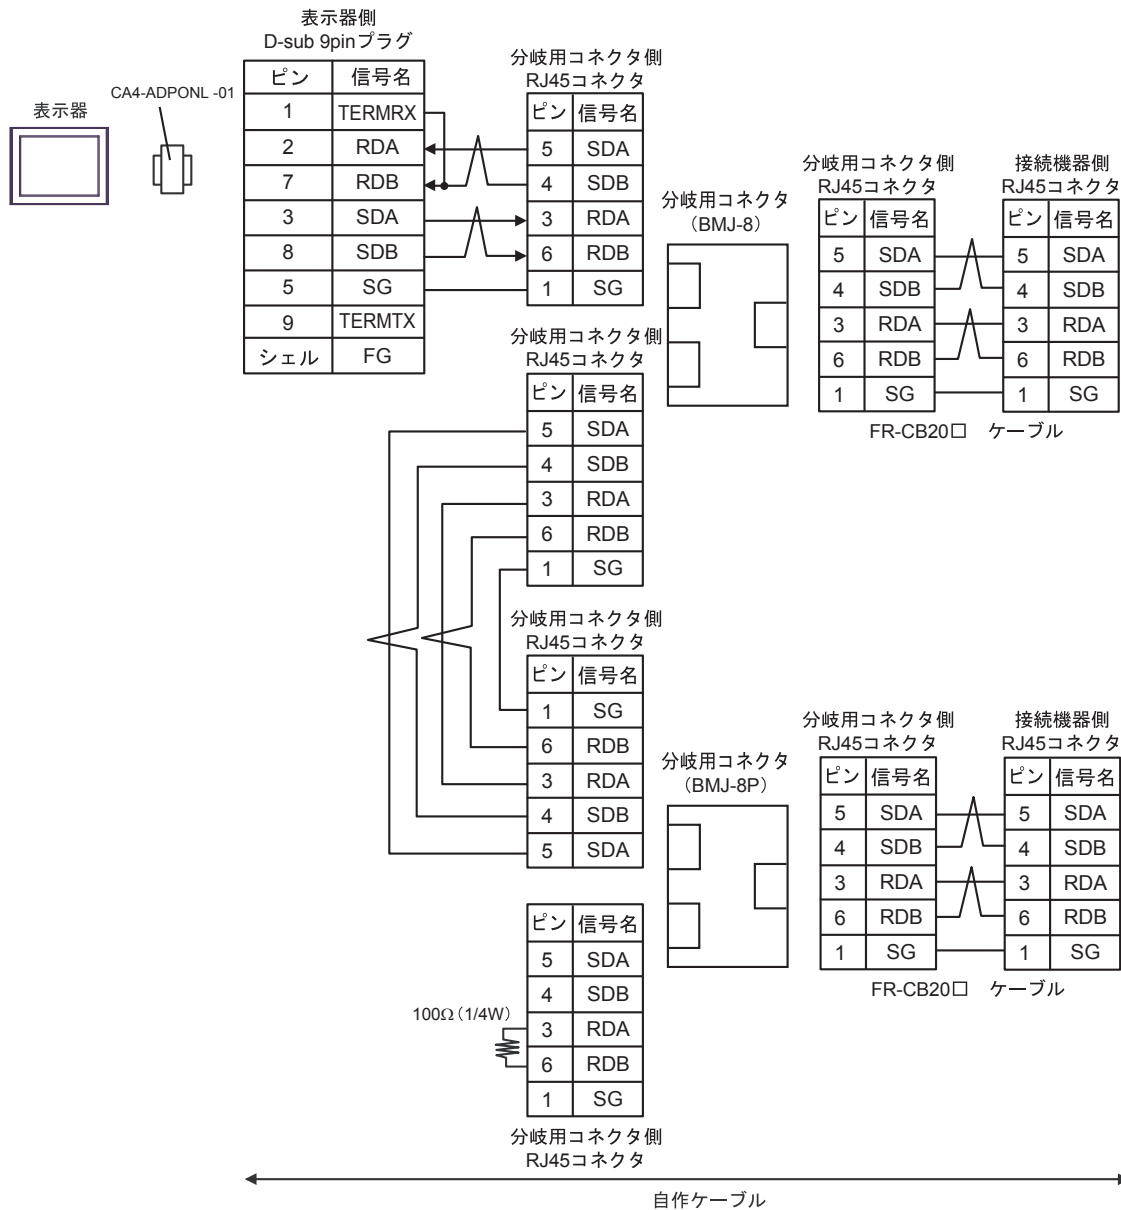 表示器側
D-sub 9pinプラグ
表示器
CA4-ADPONL -01
ピン 信号名
1 TERMRX
2 RDA
7 RDB
3 SDA
8 SDB
5 SG
9 TERMTX
シェル FG
分岐用コネクタ側
RJ45コネクタ
ピン 信号名
5 SDA
4 SDB
3 RDA
6 RDB
1 SG
分岐用コネクタ
（BMJ-8）
分岐用コネクタ側
RJ45コネクタ
ピン 信号名
5 SDA
4 SDB
3 RDA
6 RDB
1 SG
接続機器側
RJ45コネクタ
ピン 信号名
5 SDA
4 SDB
3 RDA
6 RDB
1 SG
FR-CB20□ ケーブル
分岐用コネクタ側
RJ45コネクタ
ピン 信号名
5 SDA
4 SDB
3 RDA
6 RDB
1 SG
分岐用コネクタ側
RJ45コネクタ
ピン 信号名
1 SG
6 RDB
3 RDA
4 SDB
5 SDA
分岐用コネクタ
（BMJ-8P）
分岐用コネクタ側
RJ45コネクタ
ピン 信号名
5 SDA
4 SDB
3 RDA
6 RDB
1 SG
接続機器側
RJ45コネクタ
ピン 信号名
5 SDA
4 SDB
3 RDA
6 RDB
1 SG
FR-CB20□ ケーブル
100Ω（1/4W）
ピン 信号名
5 SDA
4 SDB
3 RDA
6 RDB
1 SG
分岐用コネクタ側
RJ45コネクタ
自作ケーブル